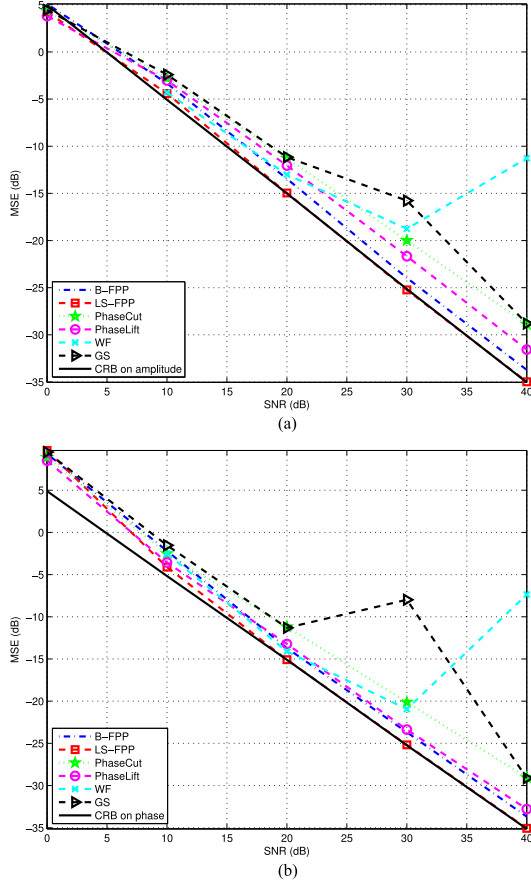 5
0
−5
−10
−15
−20
−25
−30
−35
MSE (dB)
B−FPP
LS−FPP
PhaseCut
PhaseLift
WF
GS
CRB on amplitude
0 5 10 15 20 25 30 35 40
SNR (dB)
(a)
5
0
−5
−10
−15
−20
−25
−30
−35
MSE (dB)
B−FPP
LS−FPP
PhaseCut
PhaseLift
WF
GS
CRB on phase
0 5 10 15 20 25 30 35 40
SNR (dB)
(b)